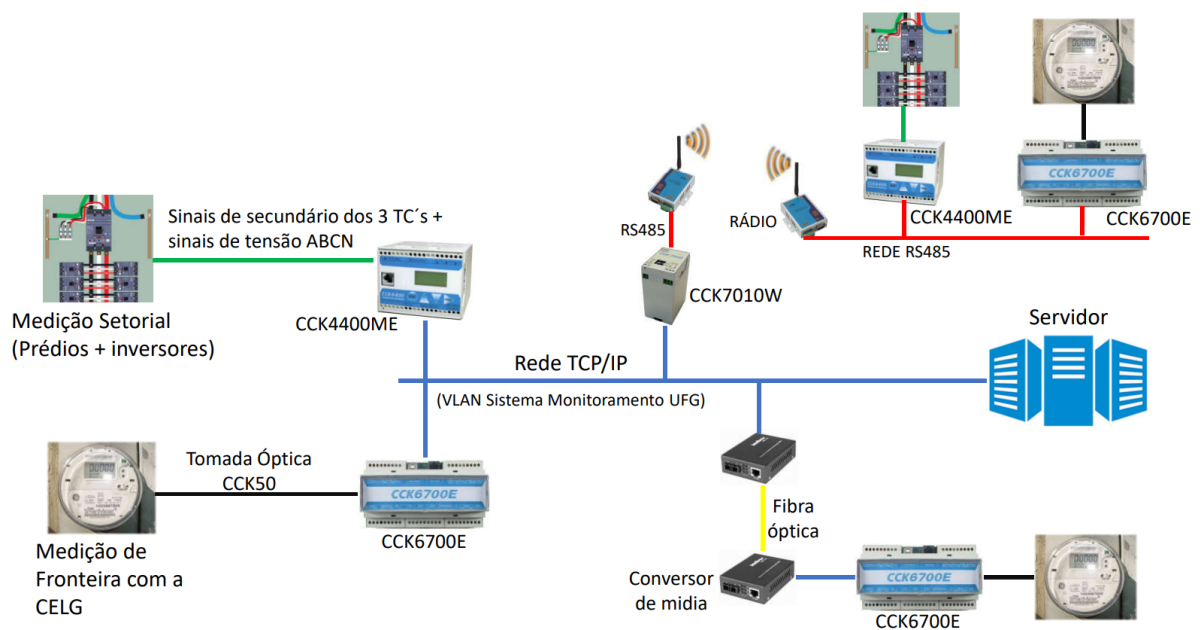 Sinais de secundário dos 3 TC´s +
sinais de tensão ABCN
Medição Setorial
(Prédios + inversores)
CCK4400ME
RS485
CCK7010W
RÁDIO
CCK4400ME
CCK6700E
CCK6700E
REDE RS485
Servidor
Rede TCP/IP
(VLAN Sistema Monitoramento UFG)
Tomada Óptica
CCK50
CCK6700E
CCK6700E
Medição de
Fronteira com a
CELG
Fibra
óptica
Conversor
de midia
CCK6700E
CCK6700E